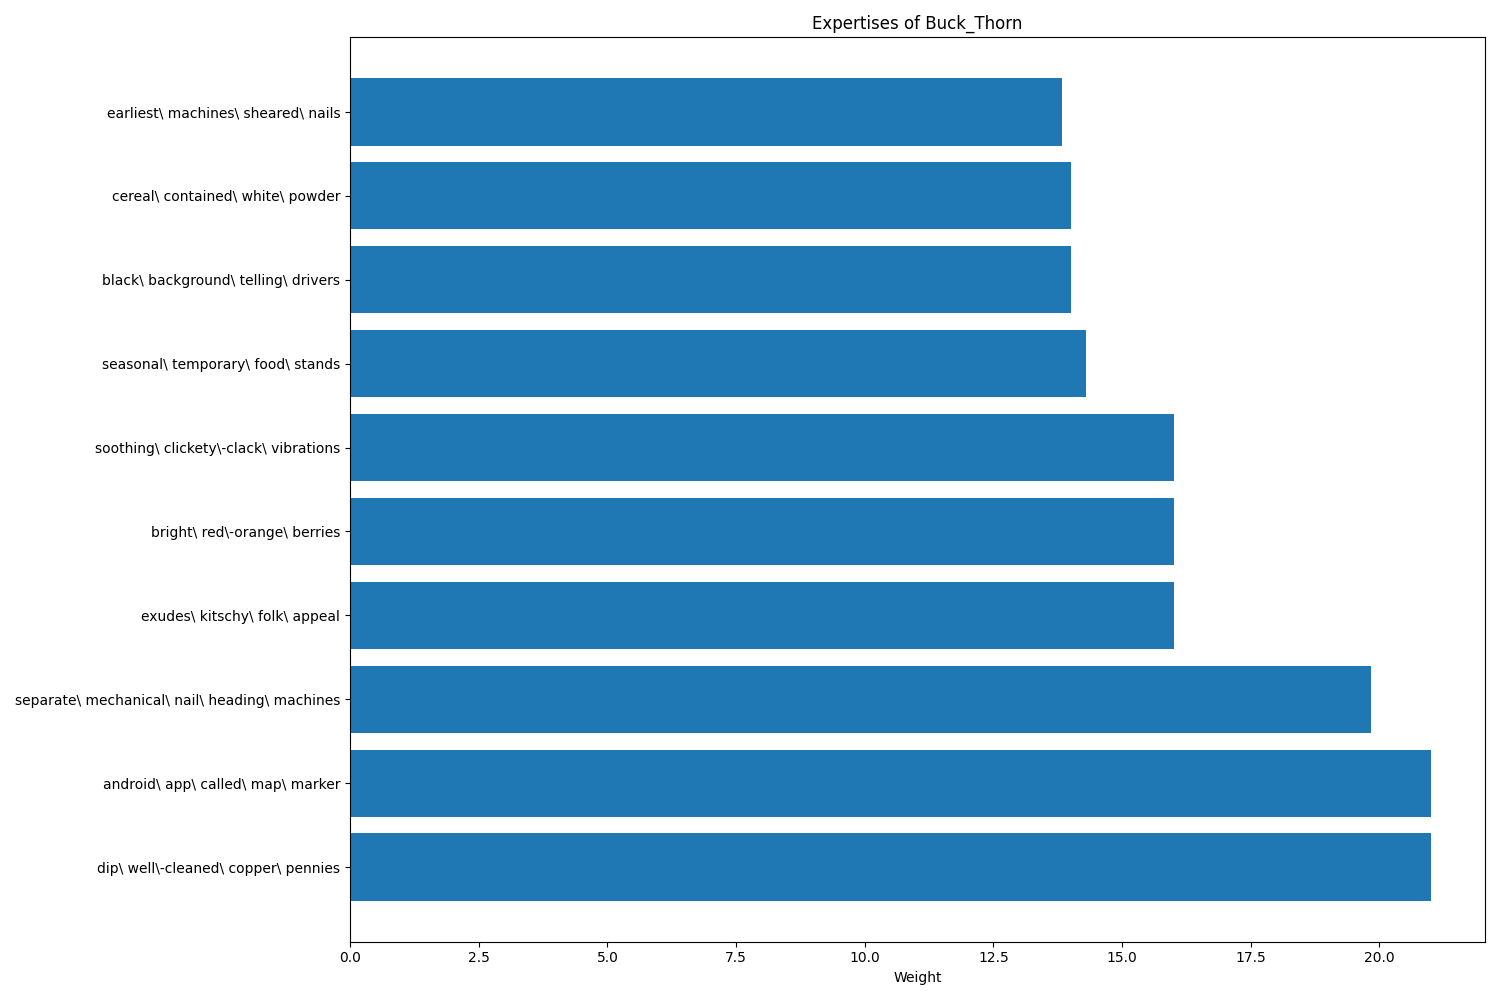 Expertises of Buck_Thorn
earliest\ machines\ sheared\ nails
cereal\ contained\ white\ powder
black\ background\ telling\ drivers
seasonal\ temporary\ food\ stands
soothing\ clickety\-clack\ vibrations
bright\ red\-orange\ berries
exudes\ kitschy\ folk\ appeal
separate\ mechanical\ nail\ heading\ machines
android\ app\ called\ map\ marker
dip\ well\-cleaned\ copper\ pennies
0.0 2.5 5.0 7.5 10.0 12.5 15.0 17.5 20.0
Weight